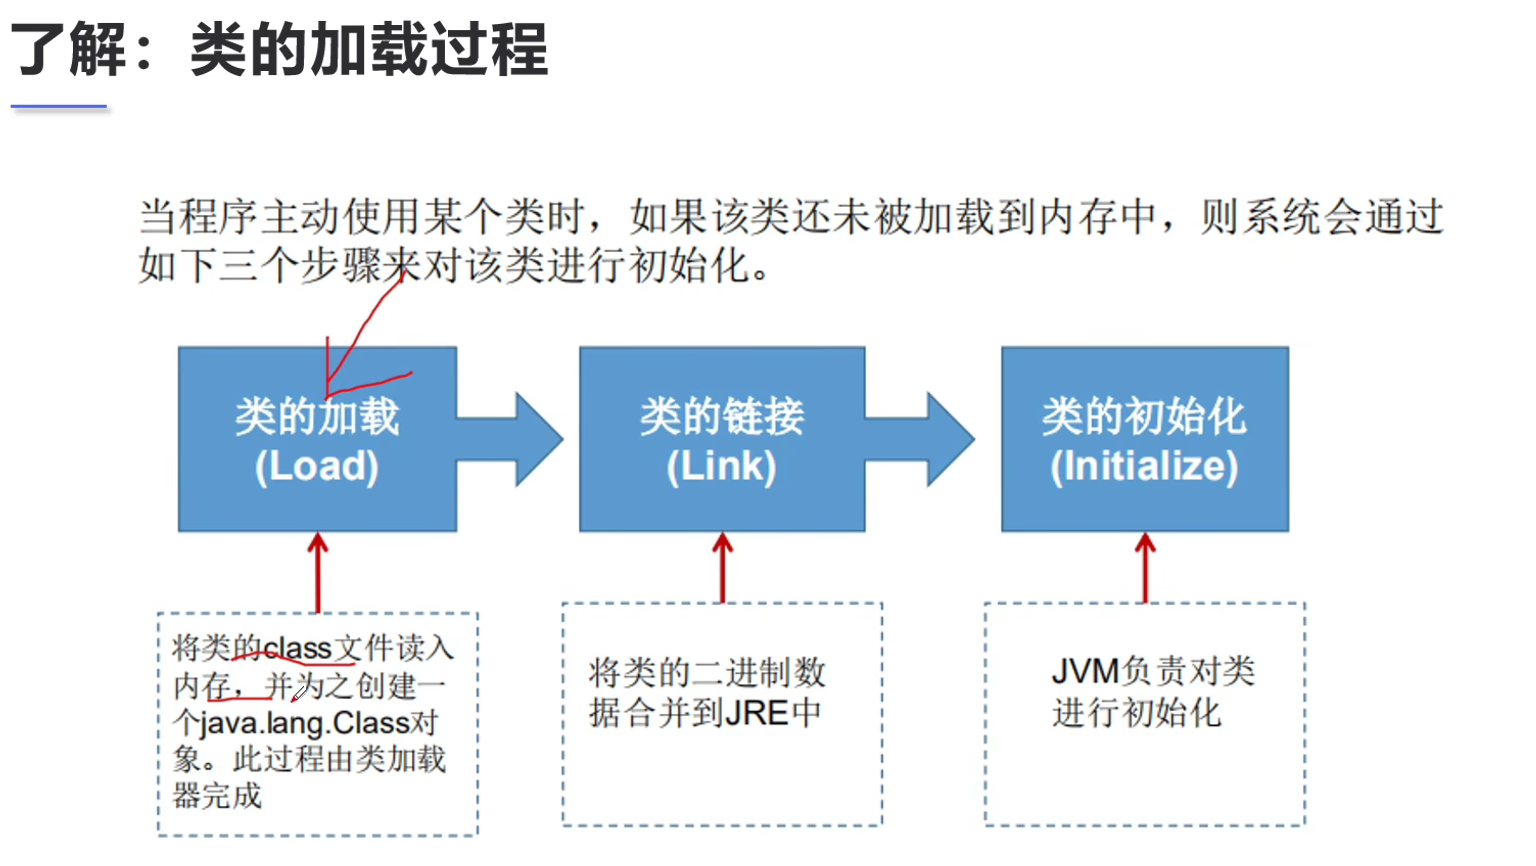 了解：类的加载过程
当程序主动使用某个类时，如果该类还未被加载到内存中，则系统会通过
如下三个步骤来对该类进行初始化。
类的加载
(Load)
类的链接
(Link)
类的初始化
(Initialize)
将类的class文件读入
内存，并为之创建一
个java.lang.Class对
象。此过程由类加载
器完成
将类的二进制数
据合并到JRE中
JVM负责对类
进行初始化